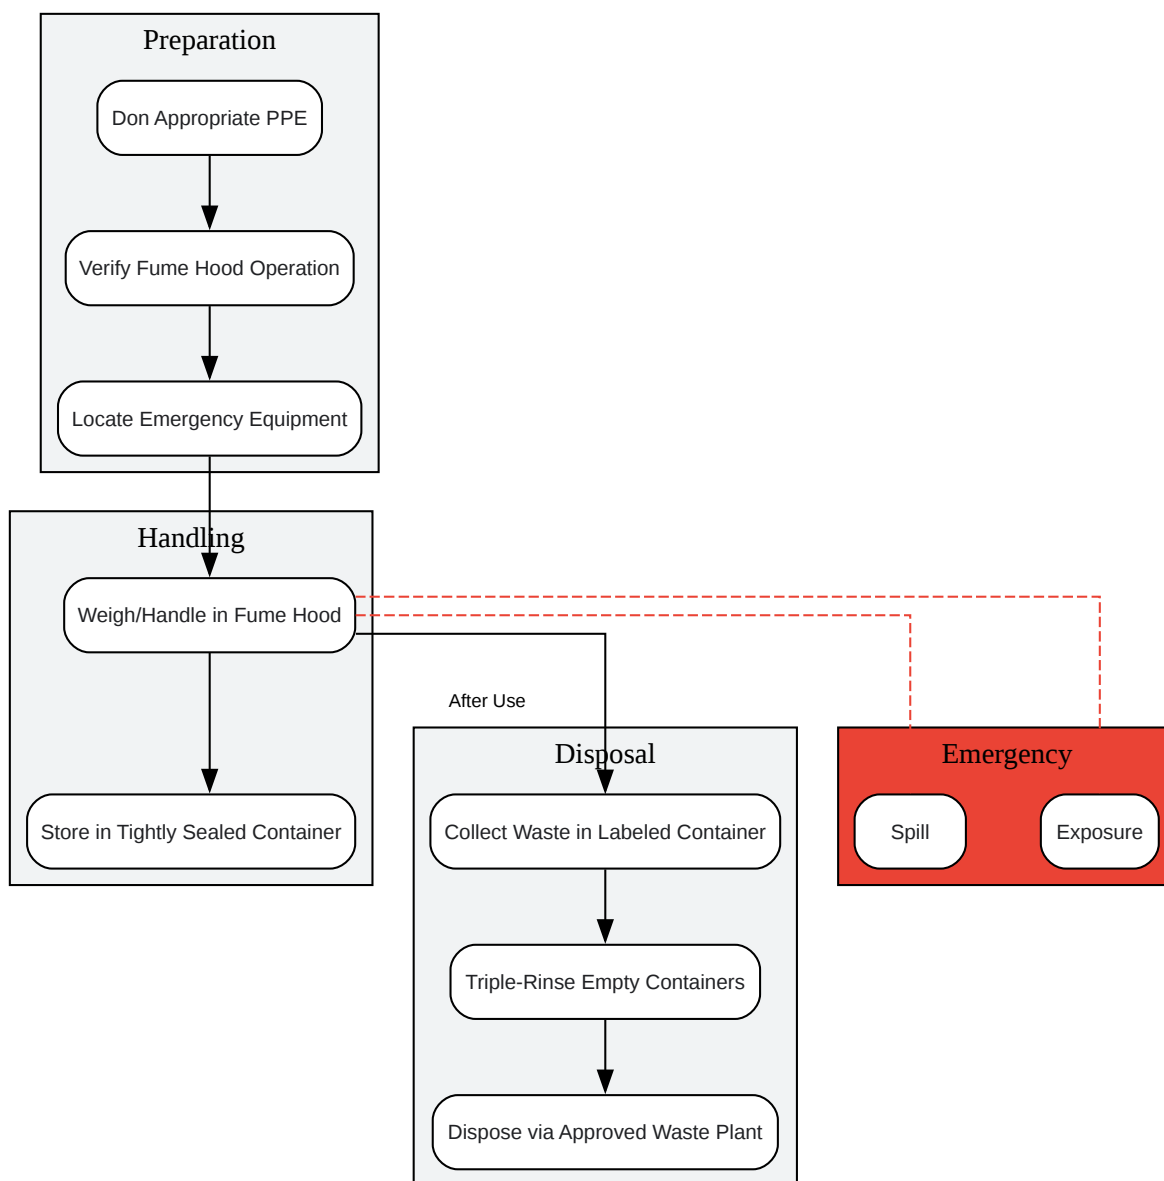 Preparation
Don Appropriate PPE
Verify Fume Hood Operation
Locate Emergency Equipment
Handling
Weigh/Handle in Fume Hood
After Use
Store in Tightly Sealed Container
Disposal
Collect Waste in Labeled Container
Triple-Rinse Empty Containers
Dispose via Approved Waste Plant
Emergency
Spill
Exposure